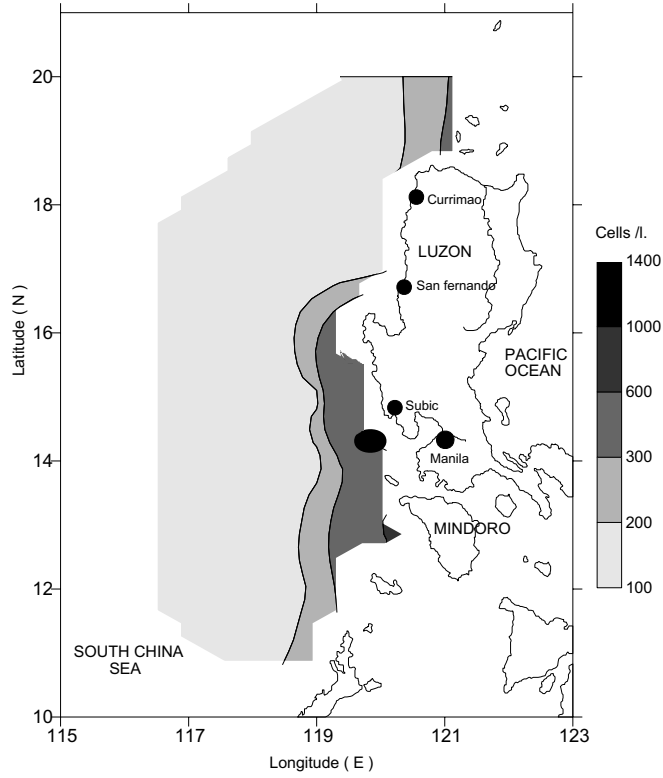 20
18
16
14
12
10
Latitude ( N )
115
117
119
121
123
Longitude ( E )
Currimao
LUZON
San fernando
PACIFIC
OCEAN
Subic
Manila
MINDORO
SOUTH CHINA
SEA
Cells /l.
1400
1000
600
300
200
100